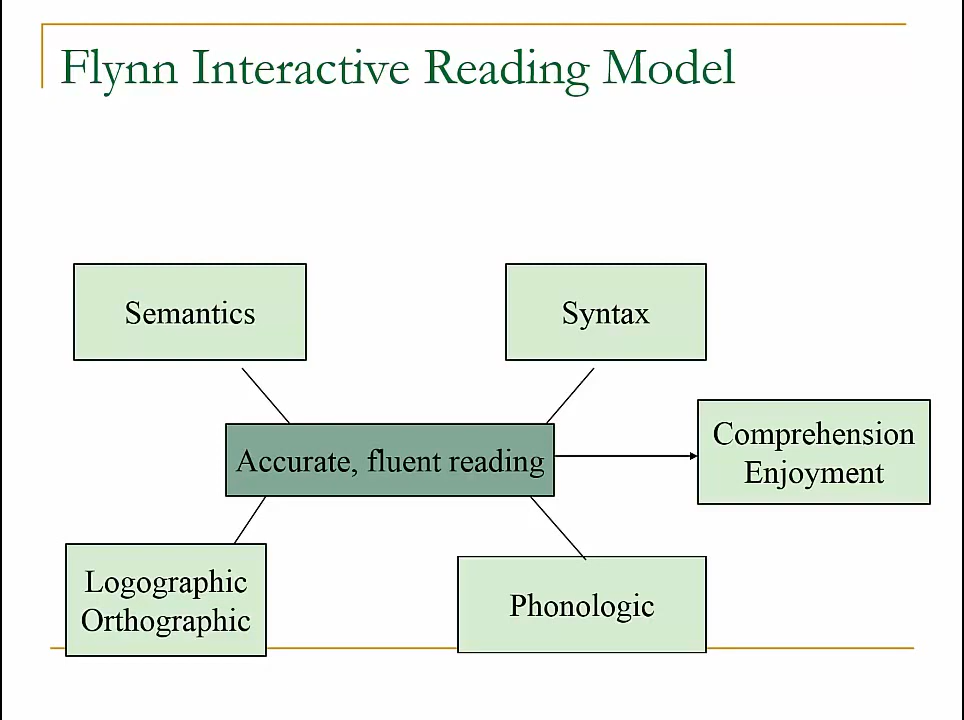 Flynn Interactive Reading Model
Semantics
Syntax
Accurate, fluent reading
Comprehension
Enjoyment
Logographic
Orthographic
Phonologic